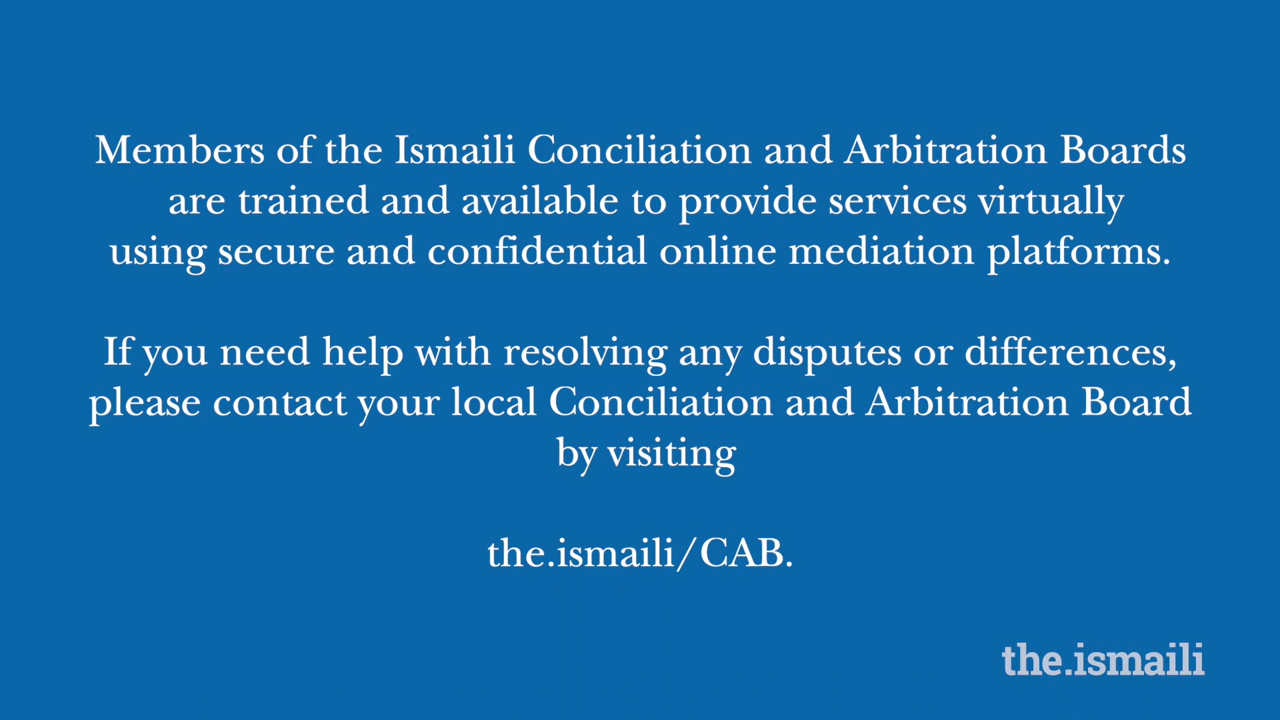 Members of the Ismaili Conciliation and Arbitration Boards
are trained and available to provide services virtually
using secure and confidential online mediation platforms.
If you need help with resolving any disputes or differences,
please contact your local Conciliation and Arbitration Board
by visiting
the.ismaili/CAB.
the.ismaili